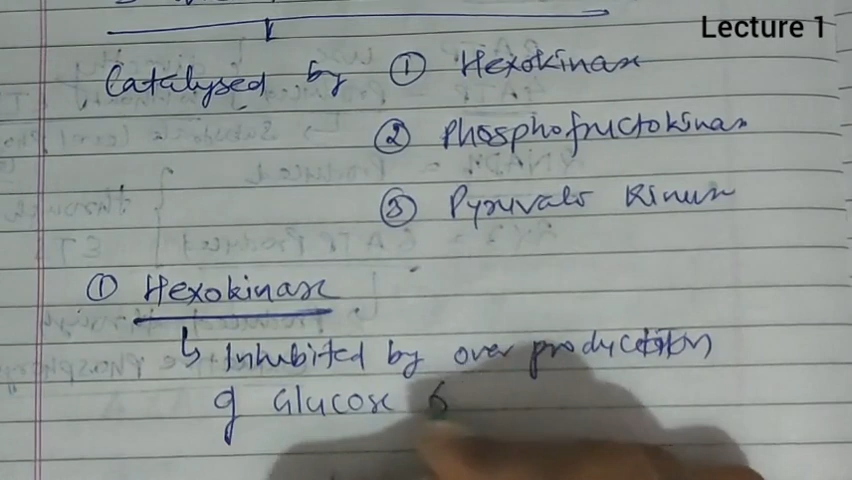 Lecture 1
Catalysed by ① Hexokinase
② Phosphofructokinase
③ Pyruvate Kinase
① Hexokinase
↳ Inhibited by over production
of Glucose 6